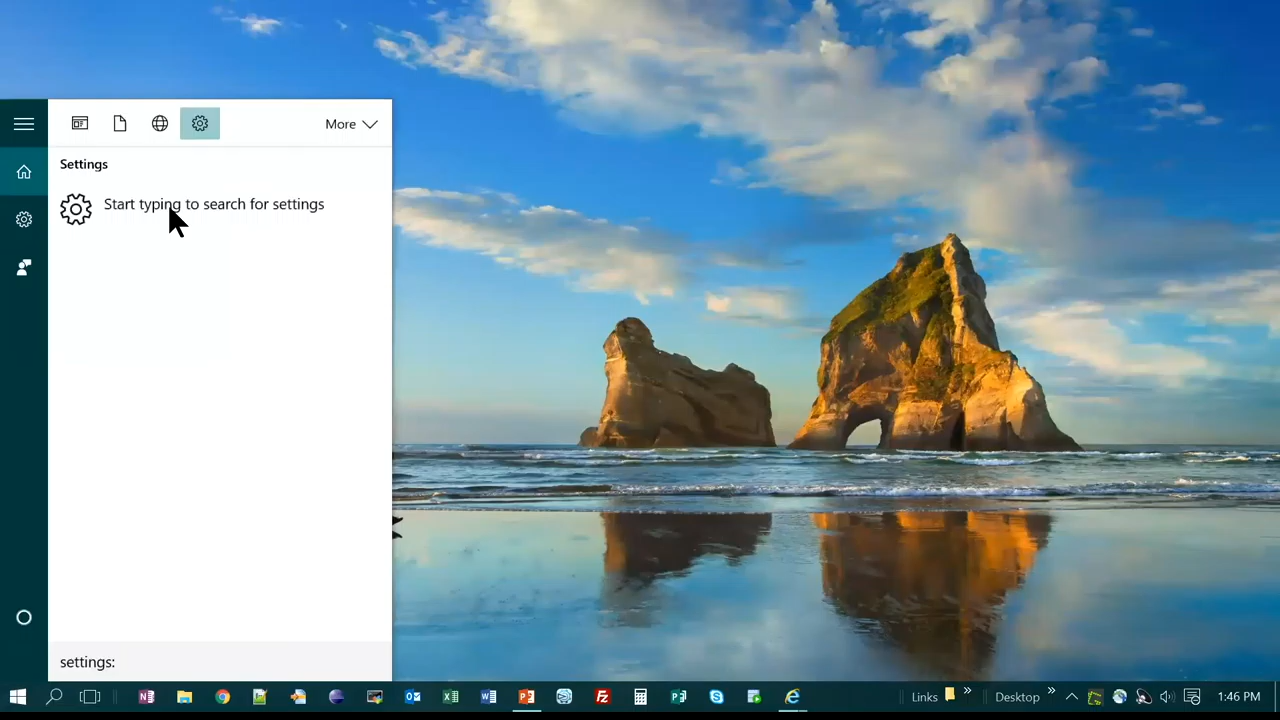 More
Settings
Start typing to search for settings
settings:
Links
Desktop
1:46 PM